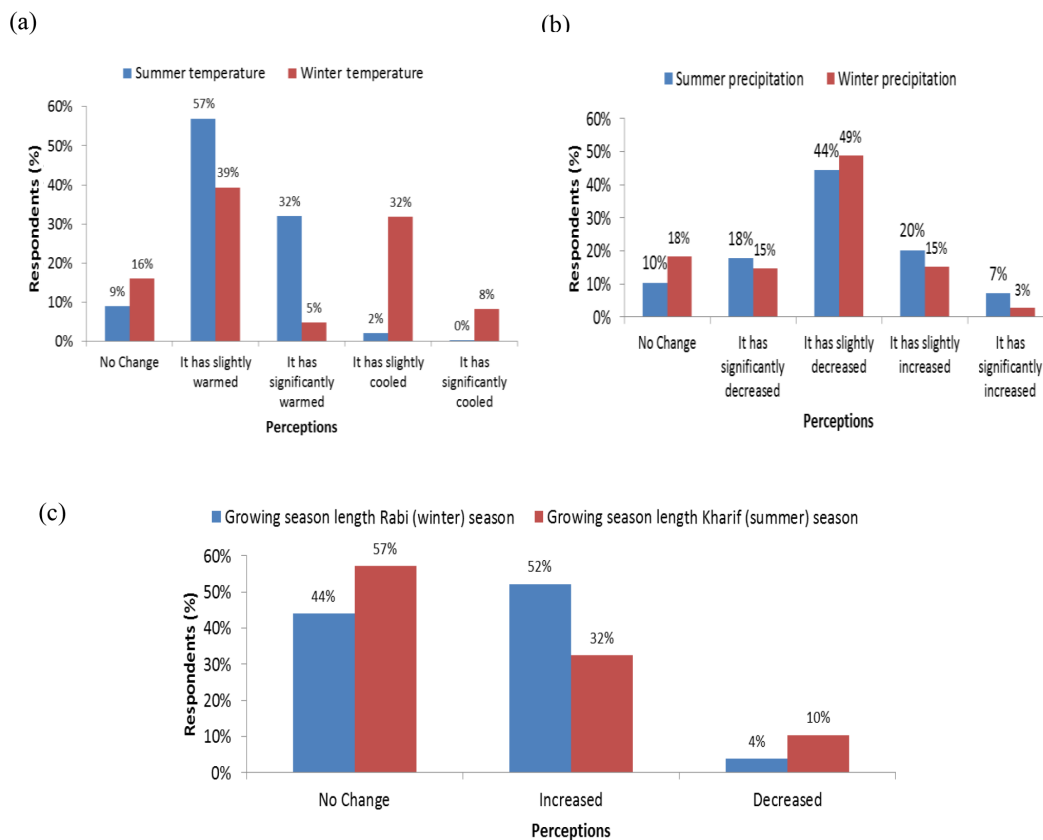 (a)
Summer temperature Winter temperature
Respondents (%)
60%
50%
40%
30%
20%
10%
0%
57%
39%
32%
32%
16%
9%
5%
2%
8%
0%
No Change
It has slightly
warmed
It has
significantly
warmed
It has slightly
cooled
It has
significantly
cooled
Perceptions
(b)
Summer precipitation Winter precipitation
Respondents (%)
60%
50%
40%
30%
20%
10%
0%
10%
18%
18%
15%
44%
49%
20%
15%
7%
3%
No Change
It has
significantly
decreased
It has slightly
decreased
It has slightly
increased
It has
significantly
increased
Perceptions
(c)
Growing season length Rabi (winter) season Growing season length Kharif (summer) season
Respondents (%)
60%
50%
40%
30%
20%
10%
0%
44%
57%
52%
32%
4%
10%
No Change
Increased
Decreased
Perceptions